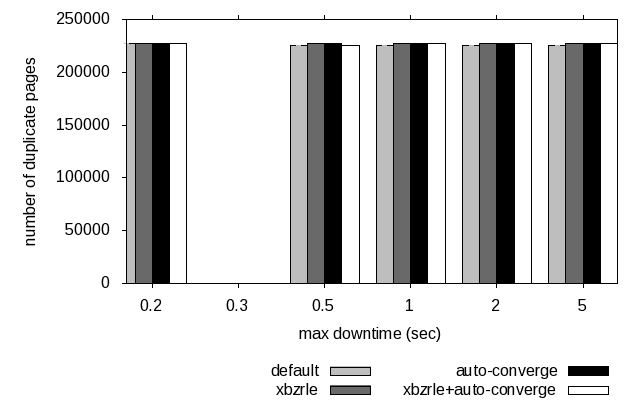 250000
200000
150000
100000
50000
0
number of duplicate pages
0.2 0.3 0.5 1 2 5
max downtime (sec)
default auto-converge
xbzrle xbzrle+auto-converge